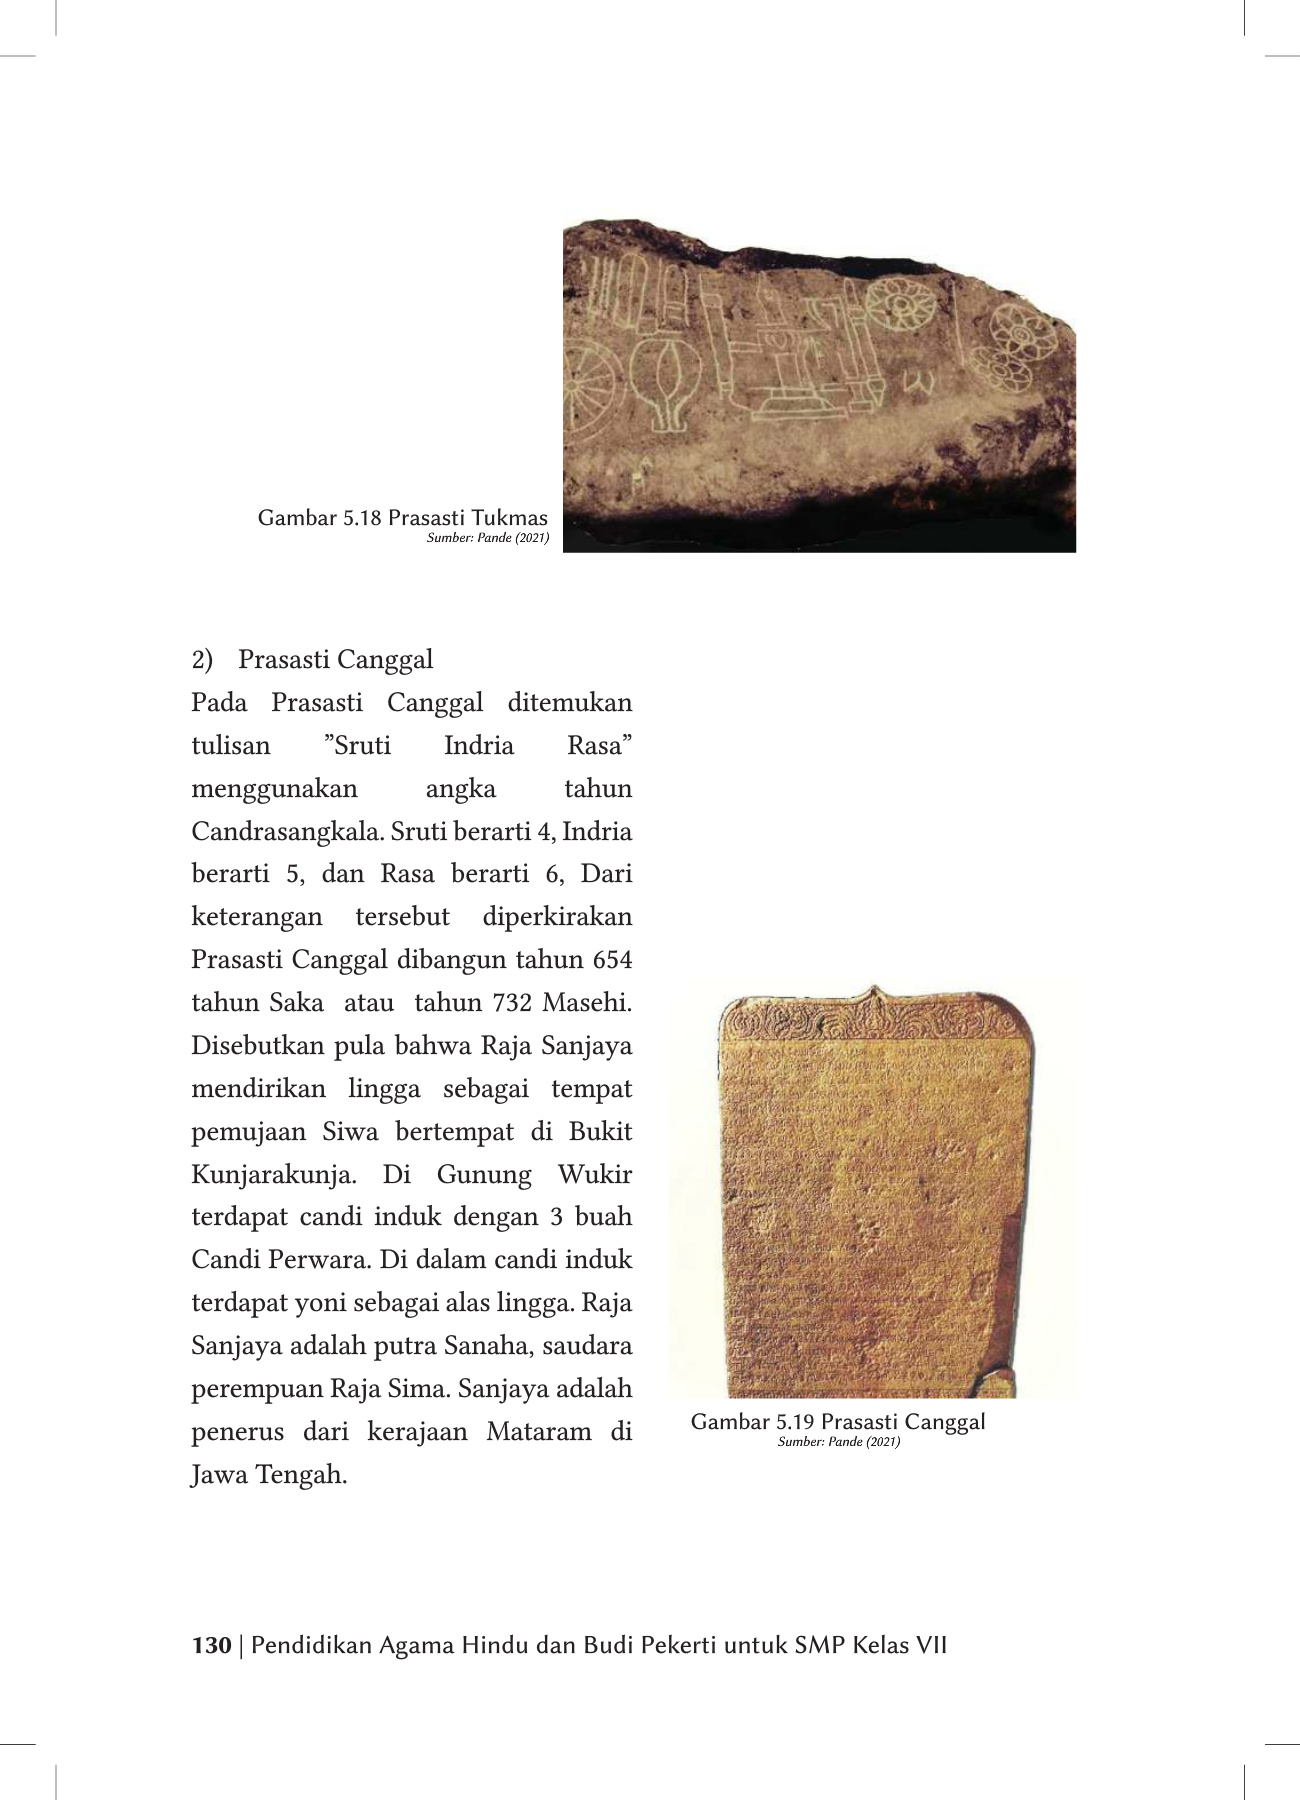 Gambar 5.18 Prasasti Tukmas
Sumber: Pande (2021)
2) Prasasti Canggal
Pada Prasasti Canggal ditemukan
tulisan ”Sruti Indria Rasa”
menggunakan angka tahun
Candrasangkala. Sruti berarti 4, Indria
berarti 5, dan Rasa berarti 6, Dari
keterangan tersebut diperkirakan
Prasasti Canggal dibangun tahun 654
tahun Saka atau tahun 732 Masehi.
Disebutkan pula bahwa Raja Sanjaya
mendirikan lingga sebagai tempat
pemujaan Siwa bertempat di Bukit
Kunjarakunja. Di Gunung Wukir
terdapat candi induk dengan 3 buah
Candi Perwara. Di dalam candi induk
terdapat yoni sebagai alas lingga. Raja
Sanjaya adalah putra Sanaha, saudara
perempuan Raja Sima. Sanjaya adalah
penerus dari kerajaan Mataram di
Jawa Tengah.
Gambar 5.19 Prasasti Canggal
Sumber: Pande (2021)
130 | Pendidikan Agama Hindu dan Budi Pekerti untuk SMP Kelas VII